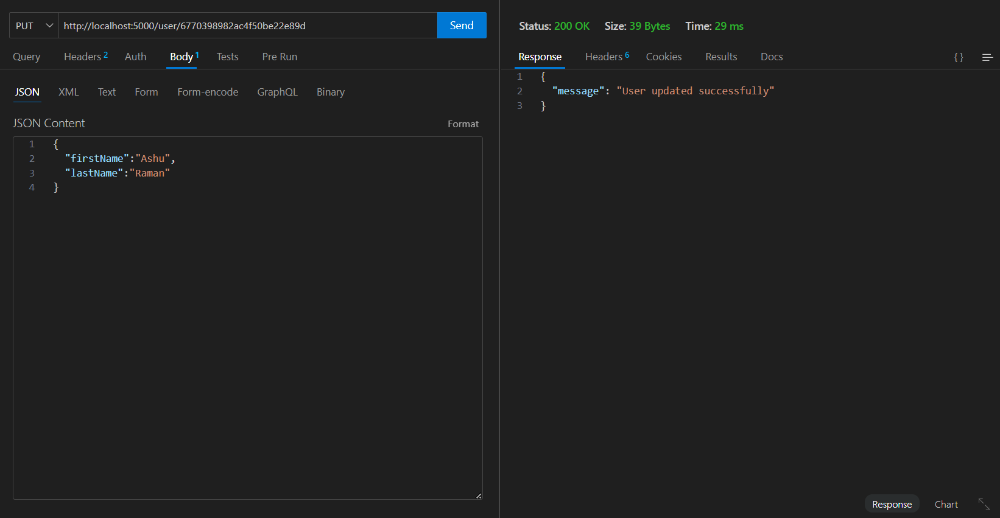 PUT http://localhost:5000/user/6770398982ac4f50be22e89d Send
Query Headers 2 Auth Body 1 Tests Pre Run
JSON XML Text Form Form-encode GraphQL Binary
JSON Content Format
1 {
2 "firstName":"Ashu",
3 "lastName":"Raman"
4 }
Status: 200 OK Size: 39 Bytes Time: 29 ms
Response Headers 6 Cookies Results Docs { }
1 {
2 "message": "User updated successfully"
3 }
Response Chart